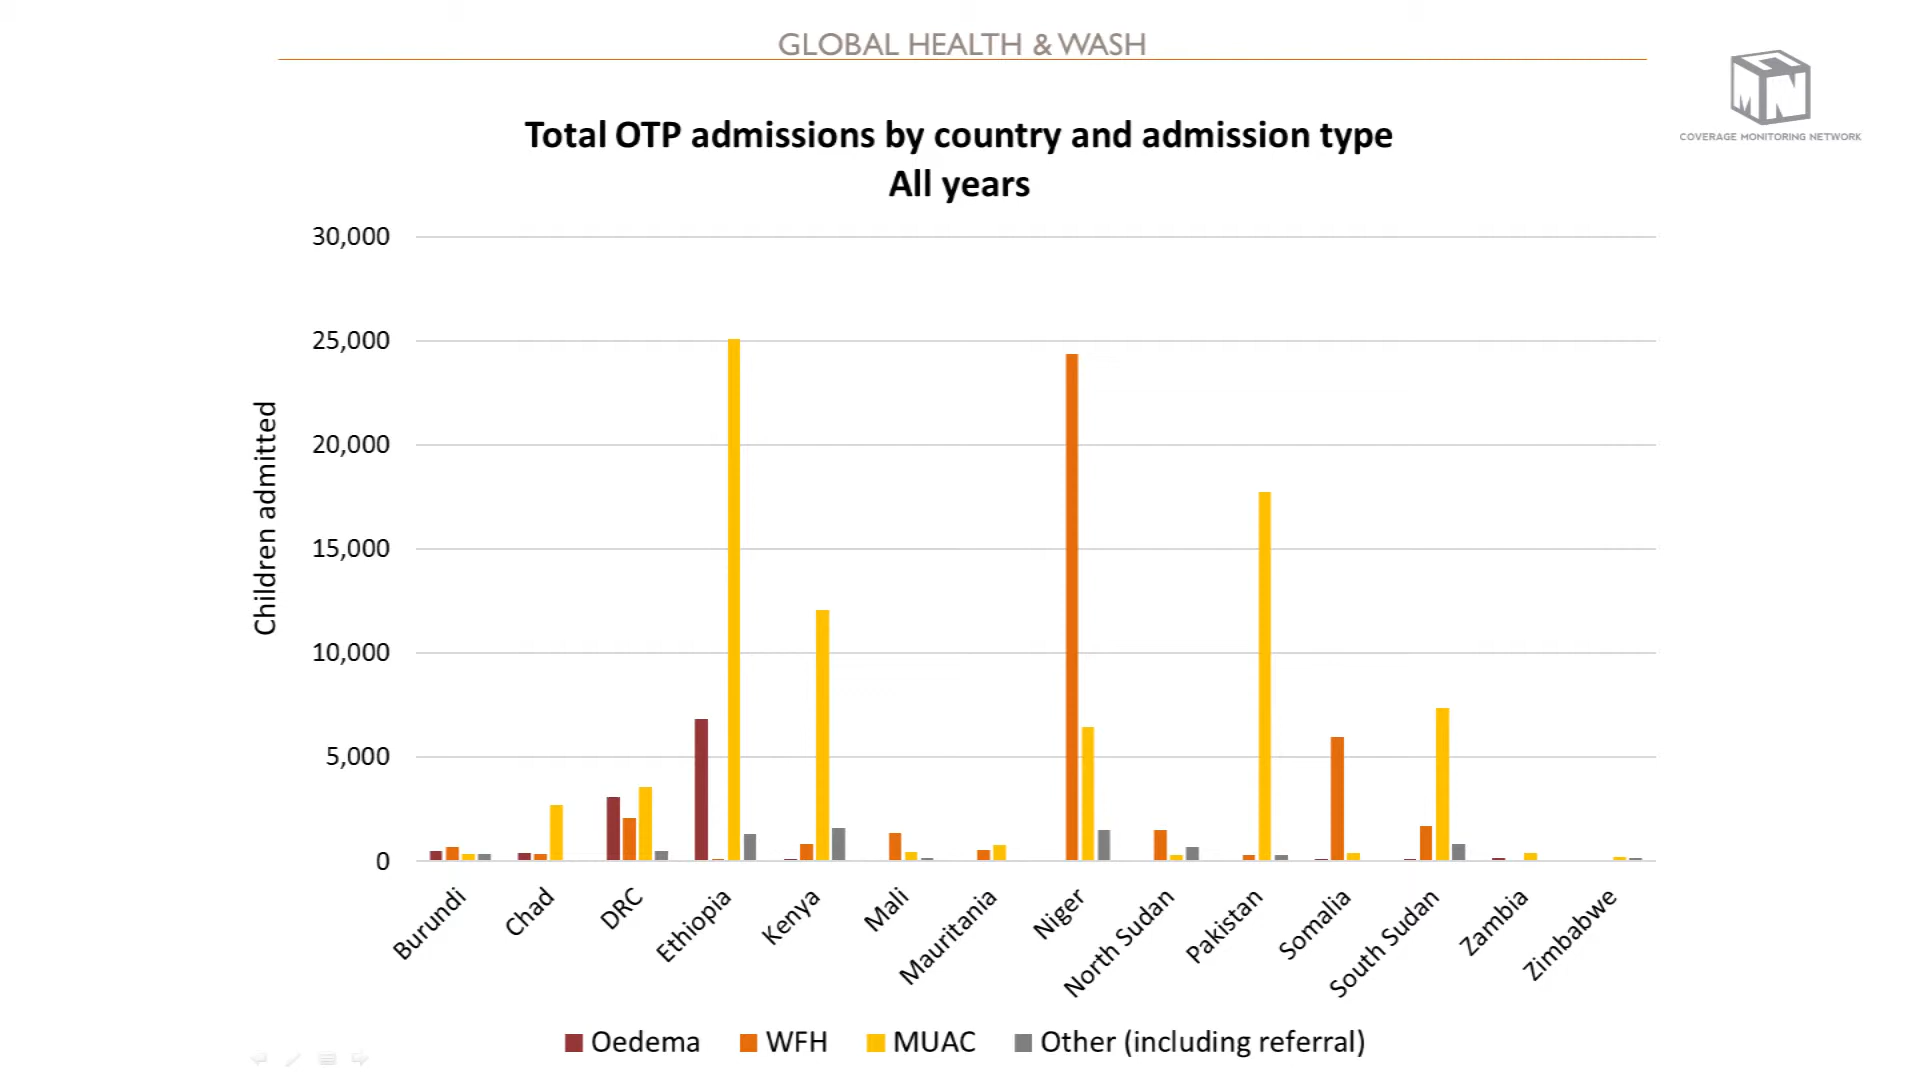 GLOBAL HEALTH & WASH
COVERAGE MONITORING NETWORK
Total OTP admissions by country and admission type
All years
Children admitted
30,000
25,000
20,000
15,000
10,000
5,000
0
Burundi
Chad
DRC
Ethiopia
Kenya
Mali
Mauritania
Niger
North Sudan
Pakistan
Somalia
South Sudan
Zambia
Zimbabwe
Oedema WFH MUAC Other (including referral)